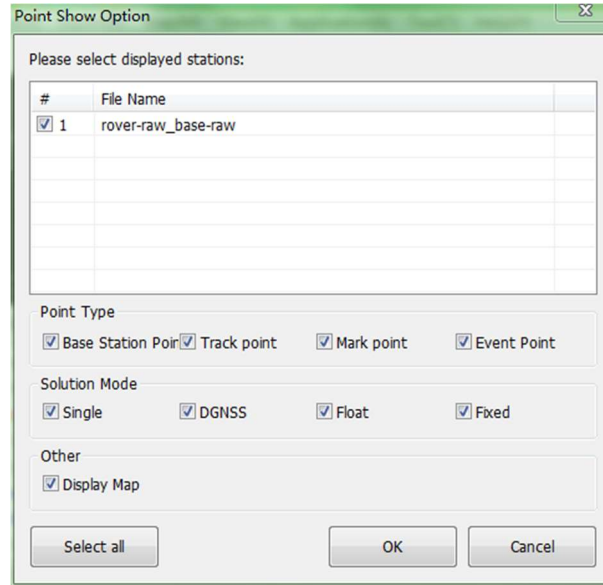 Point Show Option
Please select displayed stations:
# File Name
1 rover-raw_base-raw
Point Type
Base Station Poin Track point Mark point Event Point
Solution Mode
Single DGNSS Float Fixed
Other
Display Map
Select all OK Cancel